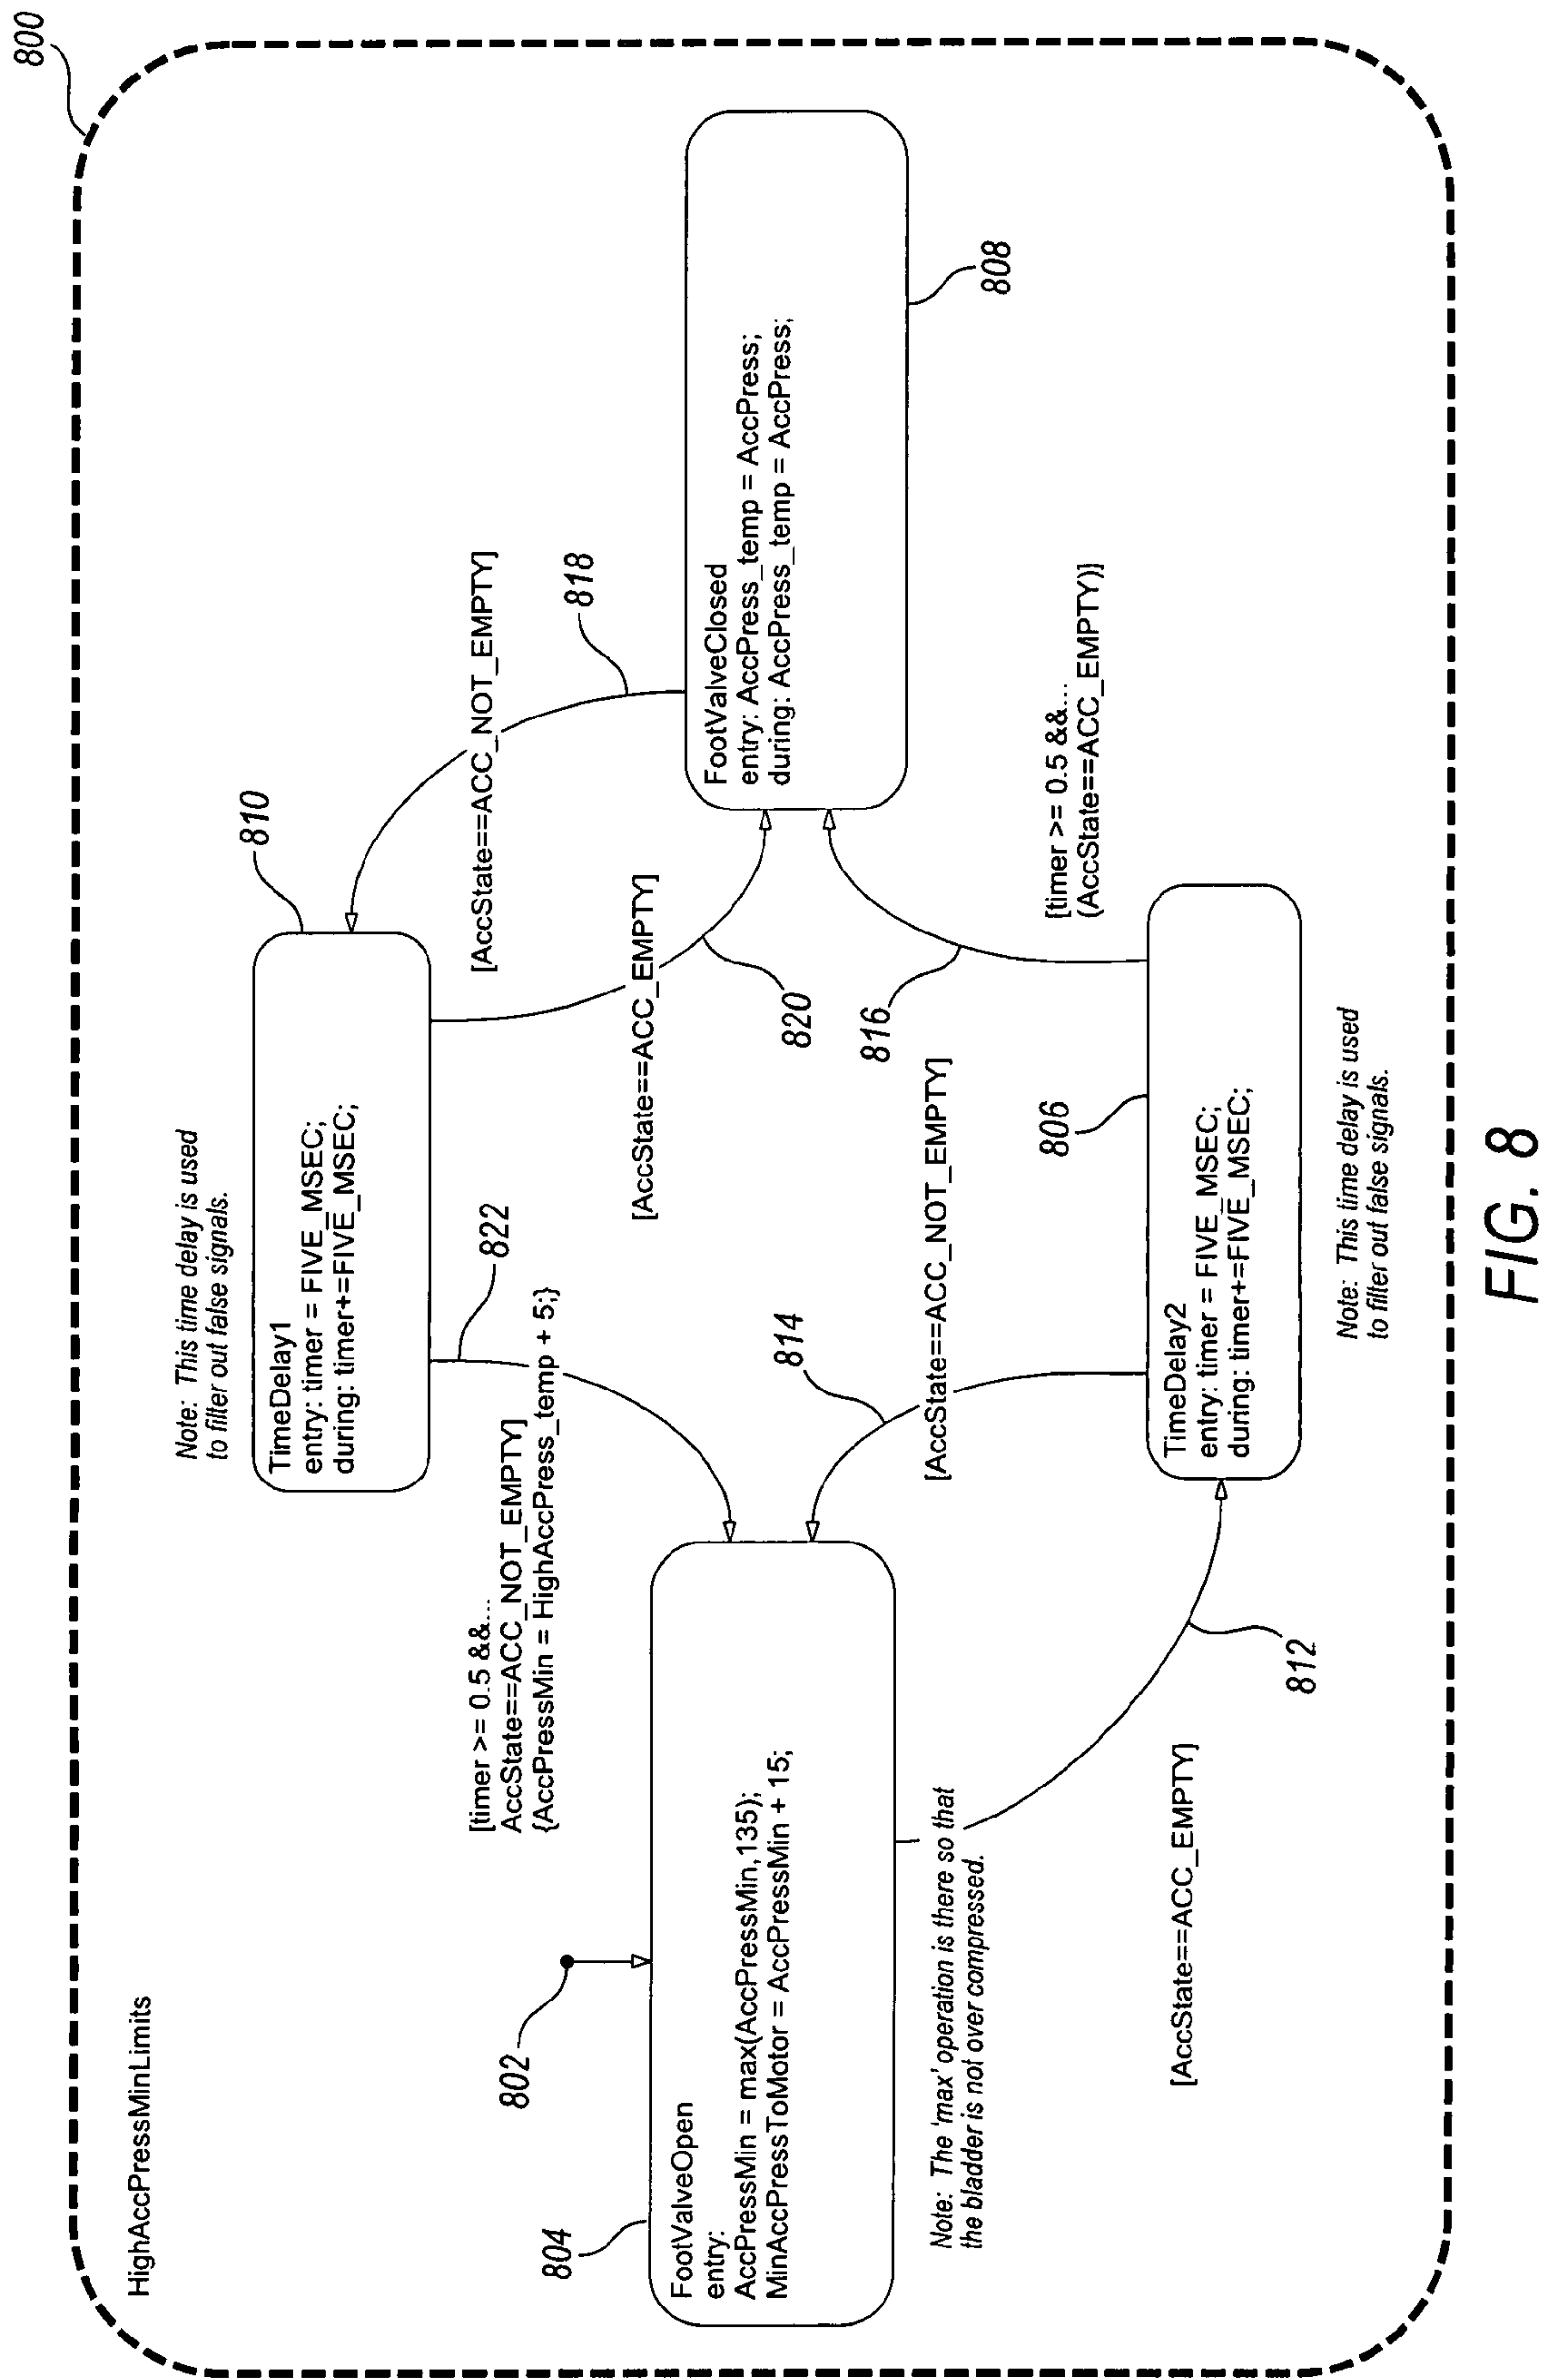 800
HighAccPressMinLimits
Note: This time delay is used
to filter out false signals.
810
TimeDelay1
entry: timer = FIVE_MSEC;
during: timer+=FIVE_MSEC;
[timer >= 0.5 &&...
AccState==ACC_NOT_EMPTY]
{AccPressMin = HighAccPress_temp + 5;}
822
[AccState==ACC_NOT_EMPTY]
818
802
[AccState==ACC_EMPTY]
820
804
FootValveOpen
entry:
AccPressMin = max(AccPressMin,135);
MinAccPressToMotor = AccPressMin + 15;
FootValveClosed
entry: AccPress_temp = AccPress;
during: AccPress_temp = AccPress;
808
Note: The 'max' operation is there so that
the bladder is not over compressed.
814
[AccState==ACC_NOT_EMPTY]
816
[timer >= 0.5 &&...
(AccState==ACC_EMPTY)]
806
TimeDelay2
entry: timer = FIVE_MSEC;
during: timer+=FIVE_MSEC;
[AccState==ACC_EMPTY]
812
Note: This time delay is used
to filter out false signals.
FIG. 8